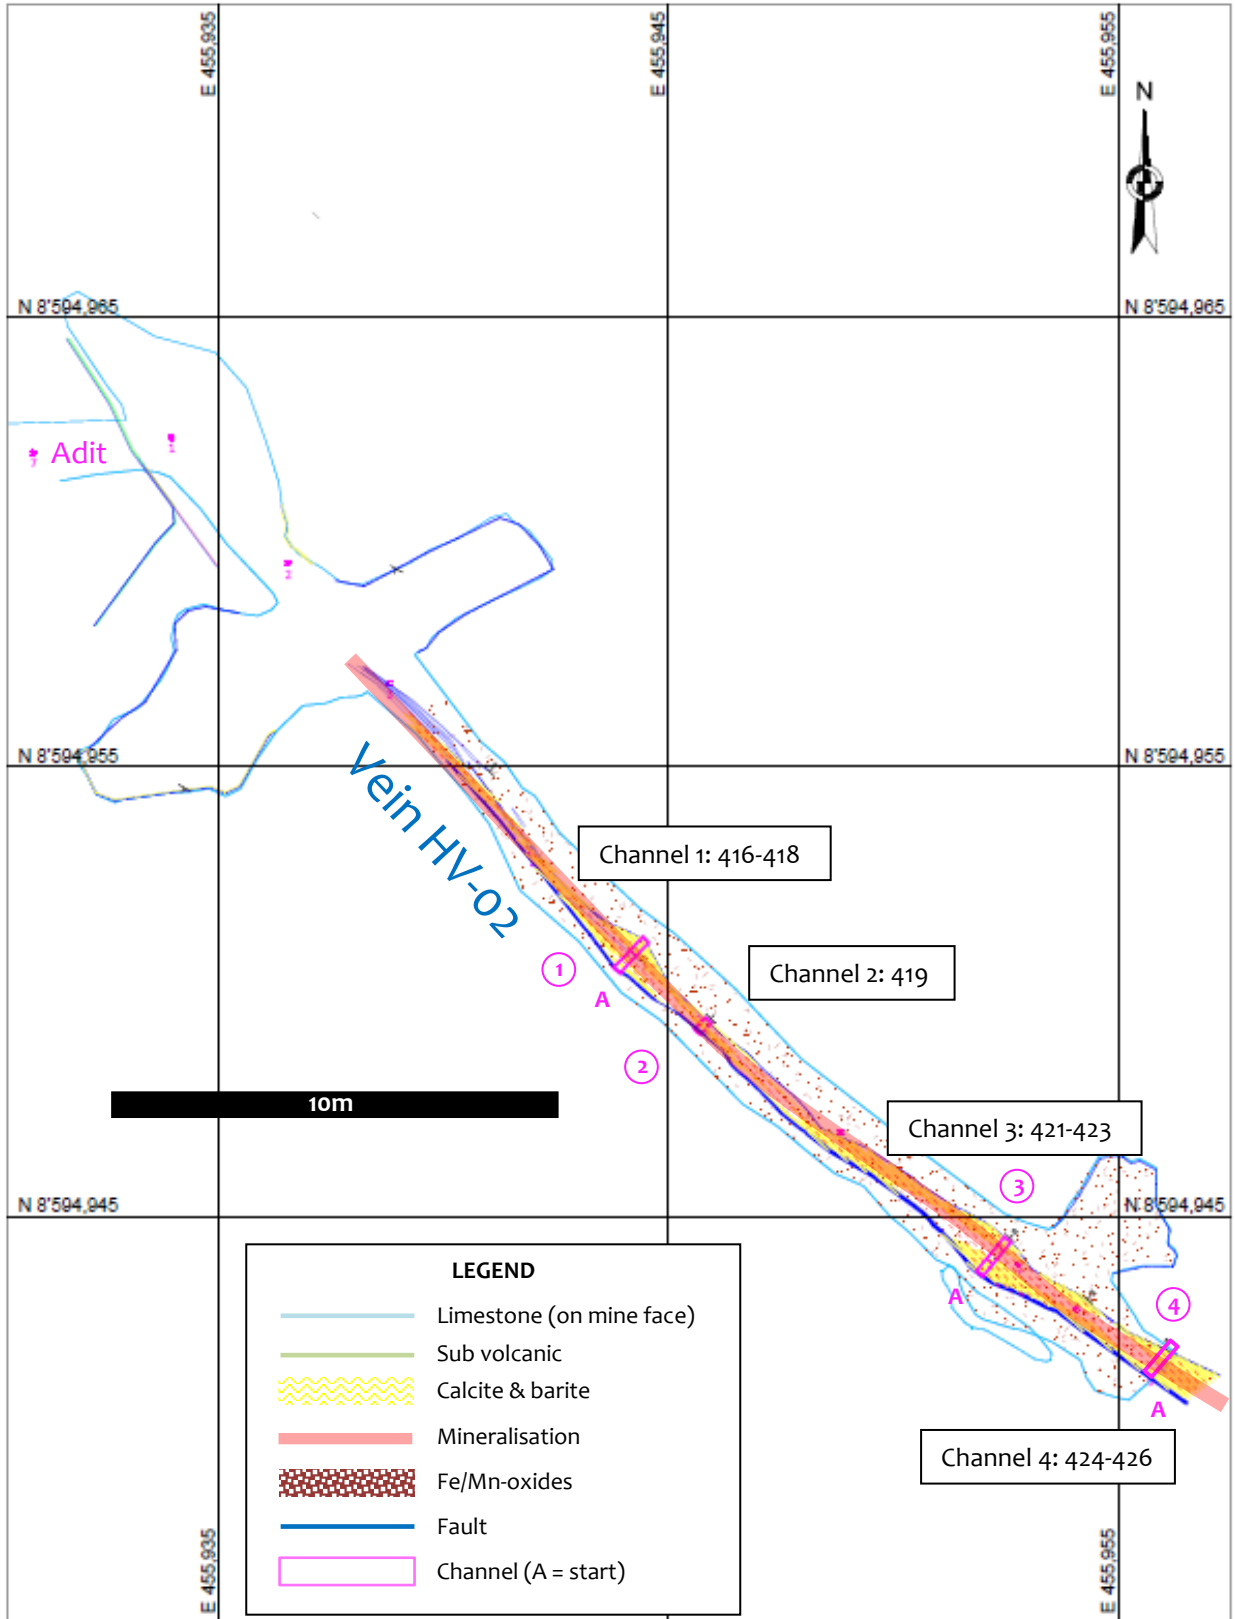 E 455,935
E 455,945
E 455,955
N
N 8'594,965
N 8'594,965
Adit
1
7
2
N 8'594,955
N 8'594,955
Vein HV-02
Channel 1: 416-418
1
A
Channel 2: 419
2
10m
Channel 3: 421-423
3
N 8'594,945
N 8'594,945
A
4
A
Channel 4: 424-426
LEGEND
Limestone (on mine face)
Sub volcanic
Calcite & barite
Mineralisation
Fe/Mn-oxides
Fault
Channel (A = start)
E 455,935
E 455,955